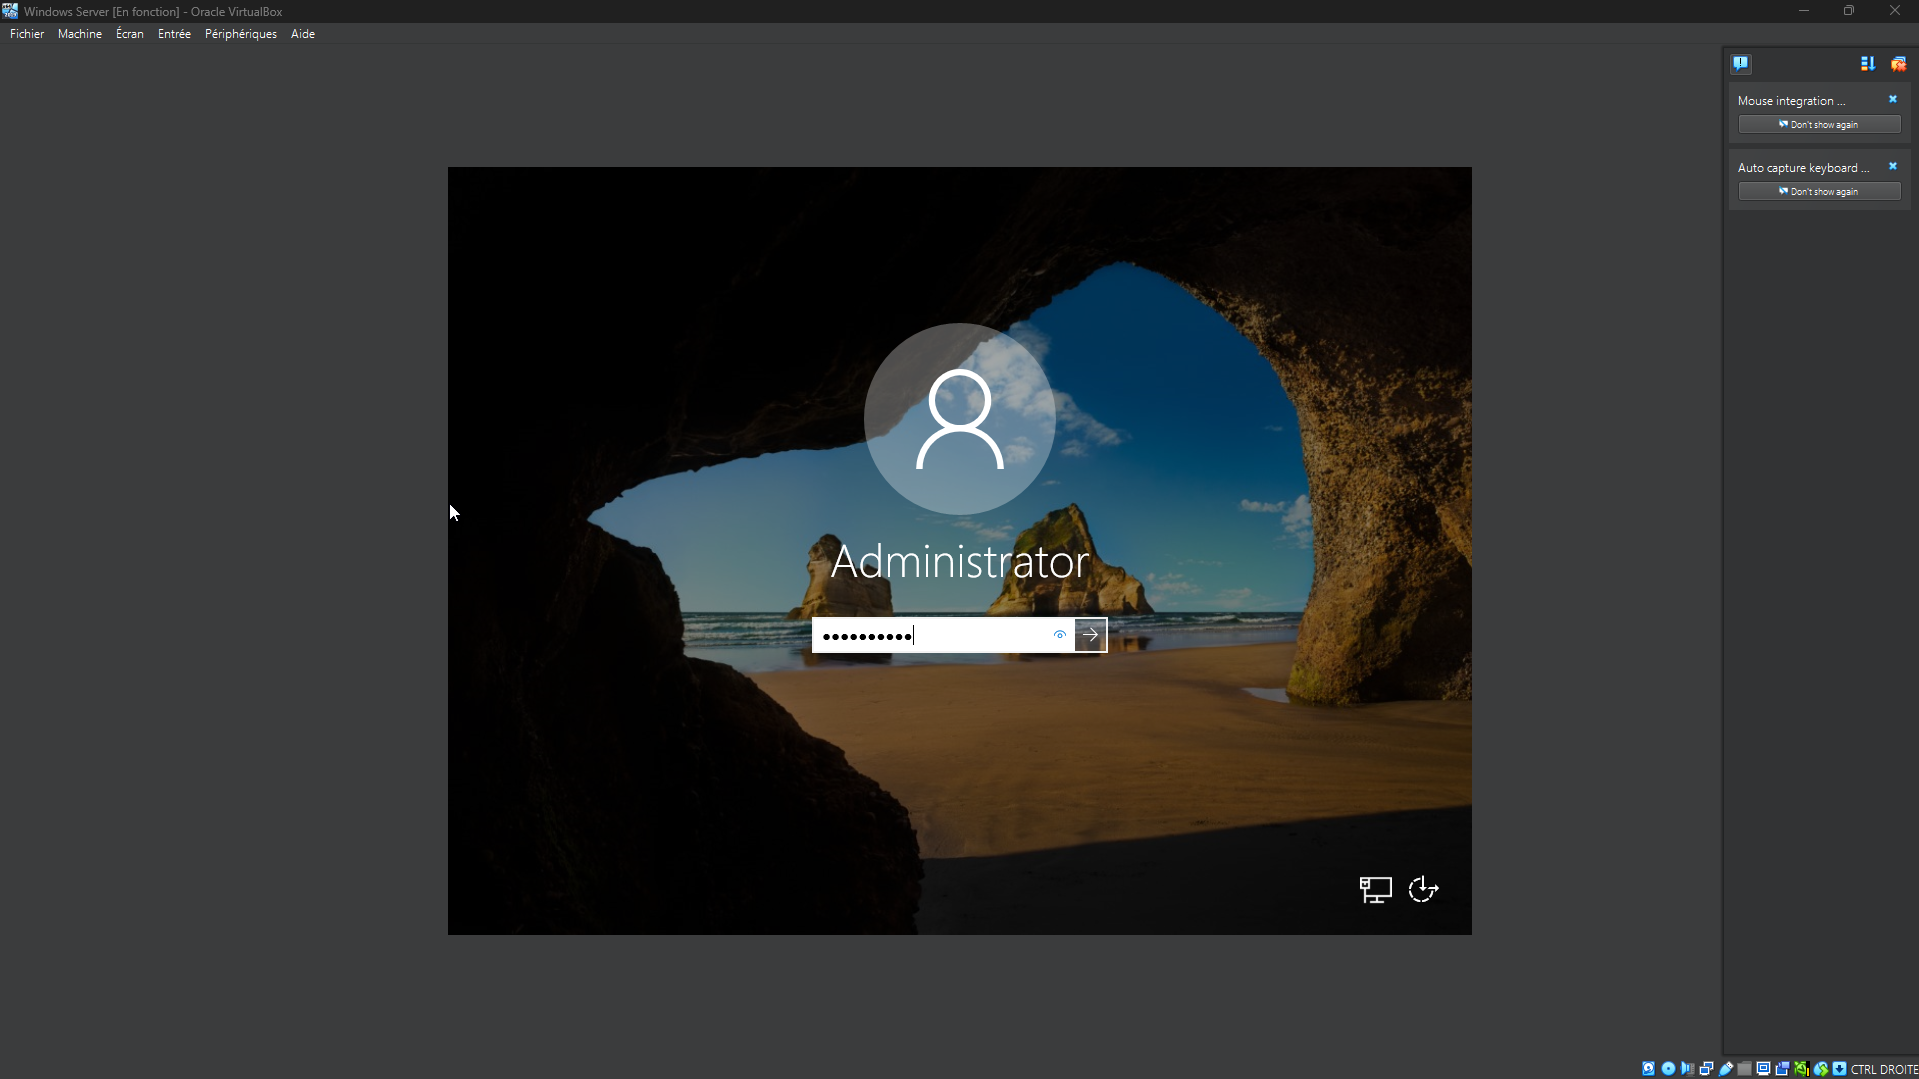 Windows Server [En fonction] - Oracle VirtualBox
Fichier Machine Écran Entrée Périphériques Aide
Mouse integration ...
Don't show again
Auto capture keyboard ...
Don't show again
Administrator
CTRL DROITE